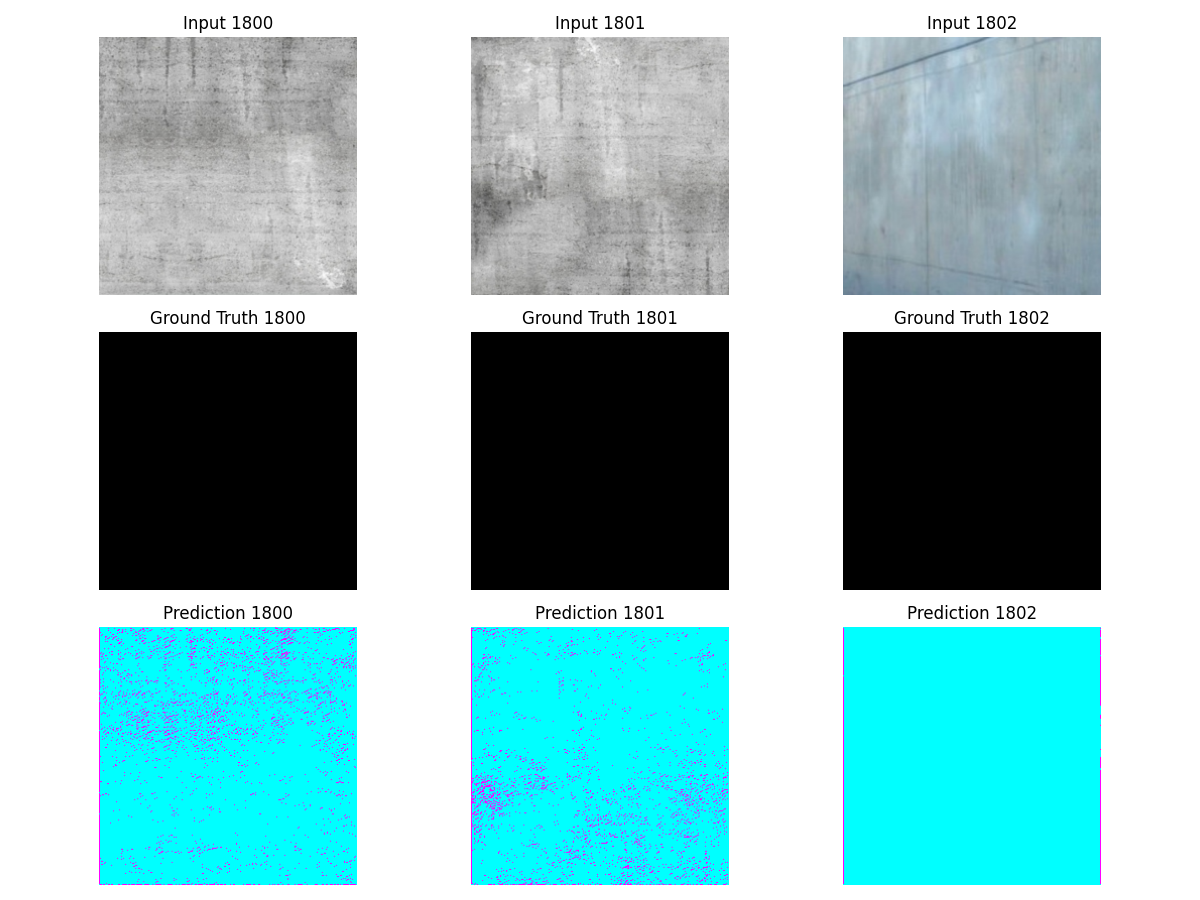 Input 1800
Input 1801
Input 1802
Ground Truth 1800
Ground Truth 1801
Ground Truth 1802
Prediction 1800
Prediction 1801
Prediction 1802